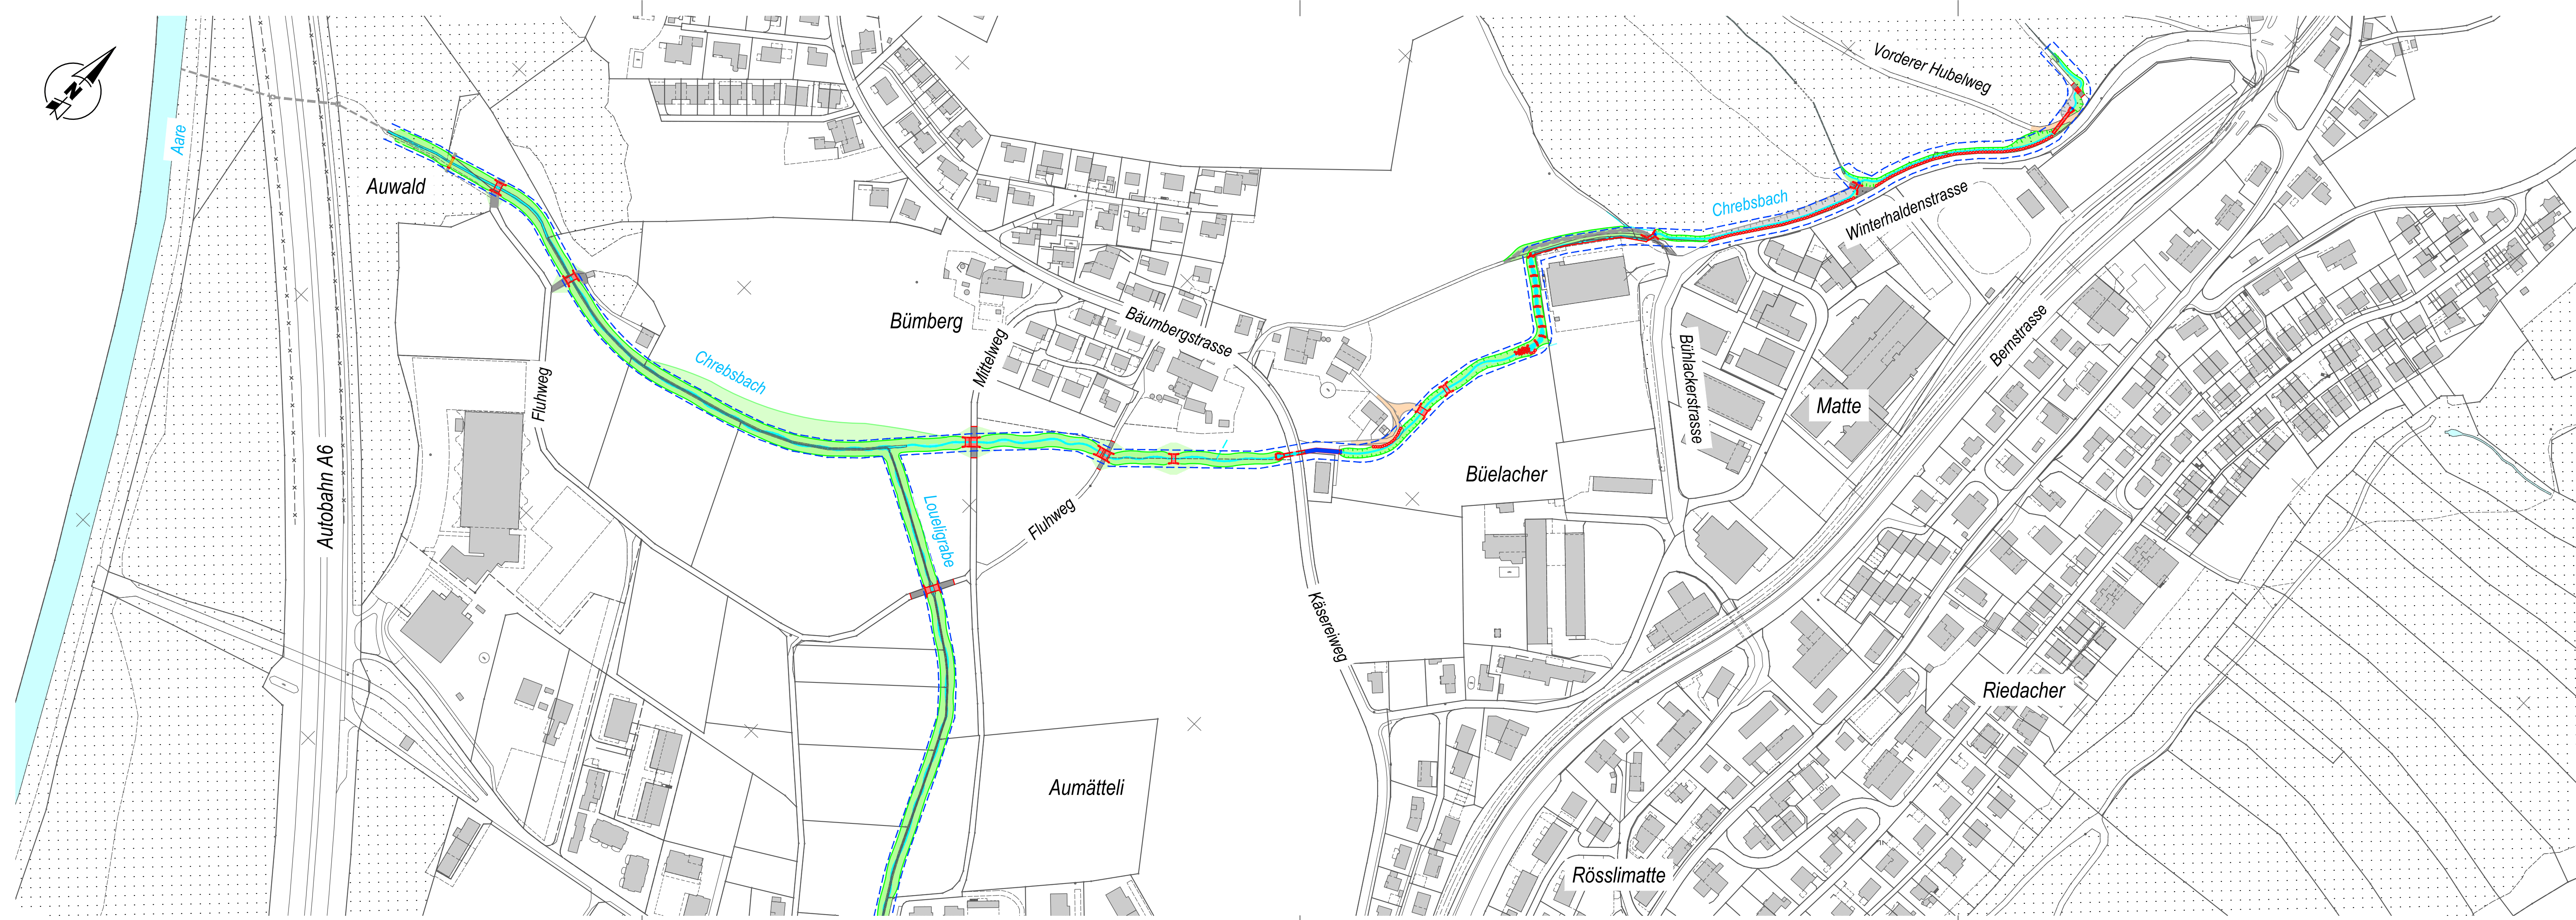 N
Aare
Auwald
Autobahn A6
Fluhweg
Chrebsbach
Bümberg
Mittelweg
Bäumbergstrasse
Fluhweg
Loueligrabe
Aumätteli
Käsereiweg
Büelacher
Bühlackerstrasse
Chrebsbach
Winterhaldenstrasse
Vorderer Hubelweg
Matte
Bernstrasse
Riedacher
Rösslimatte